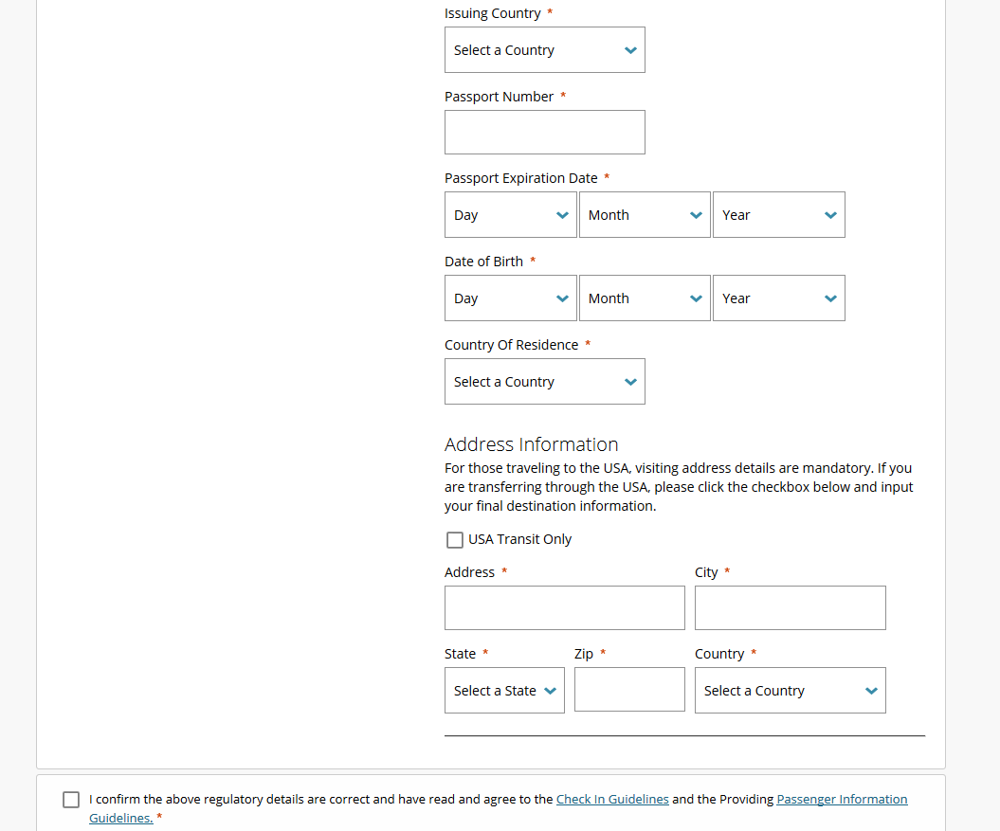 Issuing Country *
Select a Country
Passport Number *
Passport Expiration Date *
Day Month Year
Date of Birth *
Day Month Year
Country Of Residence *
Select a Country
Address Information
For those traveling to the USA, visiting address details are mandatory. If you
are transferring through the USA, please click the checkbox below and input
your final destination information.
USA Transit Only
Address * City *
State * Zip * Country *
Select a State Select a Country
I confirm the above regulatory details are correct and have read and agree to the Check In Guidelines and the Providing Passenger Information
Guidelines. *